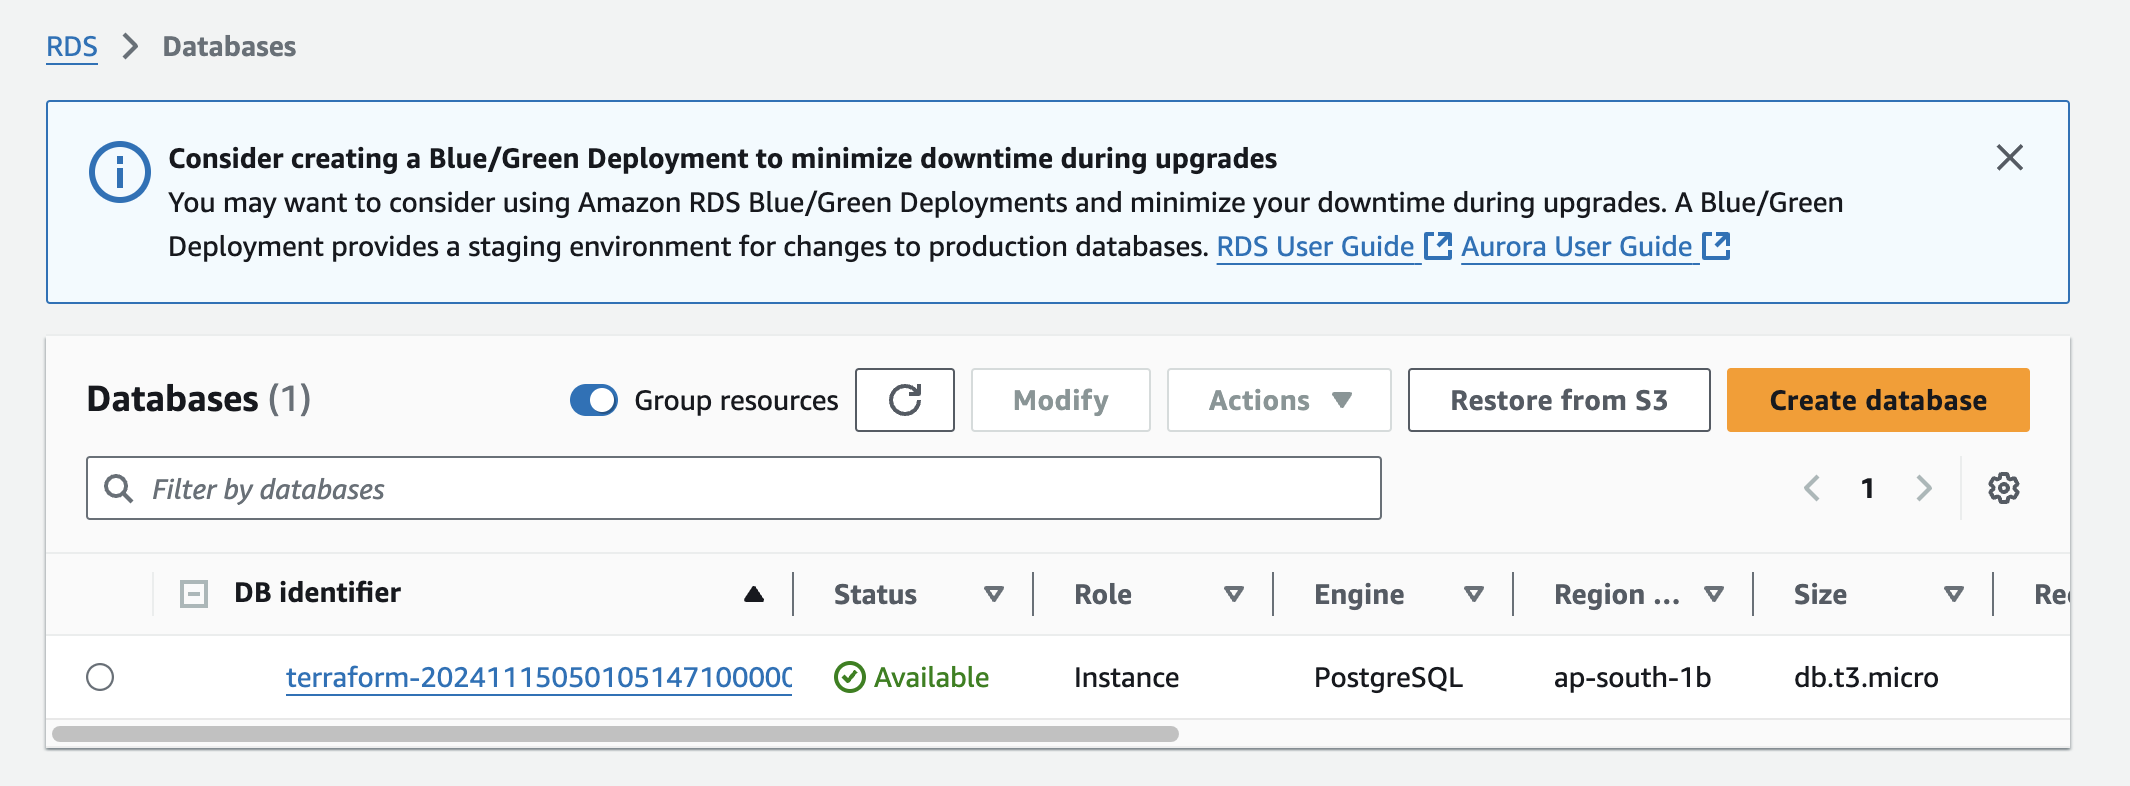 RDS > Databases
Consider creating a Blue/Green Deployment to minimize downtime during upgrades
You may want to consider using Amazon RDS Blue/Green Deployments and minimize your downtime during upgrades. A Blue/Green
Deployment provides a staging environment for changes to production databases. RDS User Guide Aurora User Guide
Databases (1) Group resources Modify Actions Restore from S3 Create database
Filter by databases 1
DB identifier Status Role Engine Region ... Size
Available Instance PostgreSQL ap-south-1b db.t3.micro